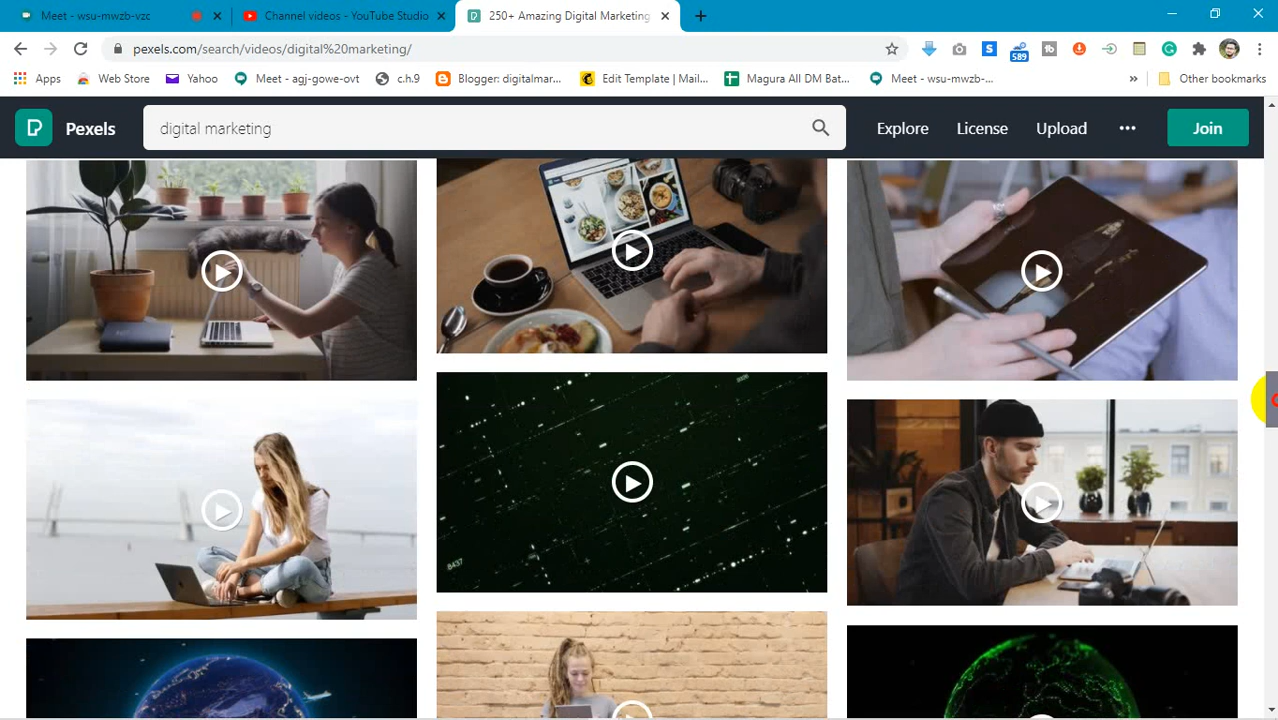 Meet - wsu-mwzb-vzc
Channel videos - YouTube Studio
250+ Amazing Digital Marketing
pexels.com/search/videos/digital%20marketing/
589
Apps
Web Store
Yahoo
Meet - agj-gowe-ovt
c.h.9
Blogger: digitalmar...
Edit Template | Mail...
Magura All DM Bat...
Meet - wsu-mwzb-...
Other bookmarks
Pexels
digital marketing
Explore
License
Upload
Join
8437